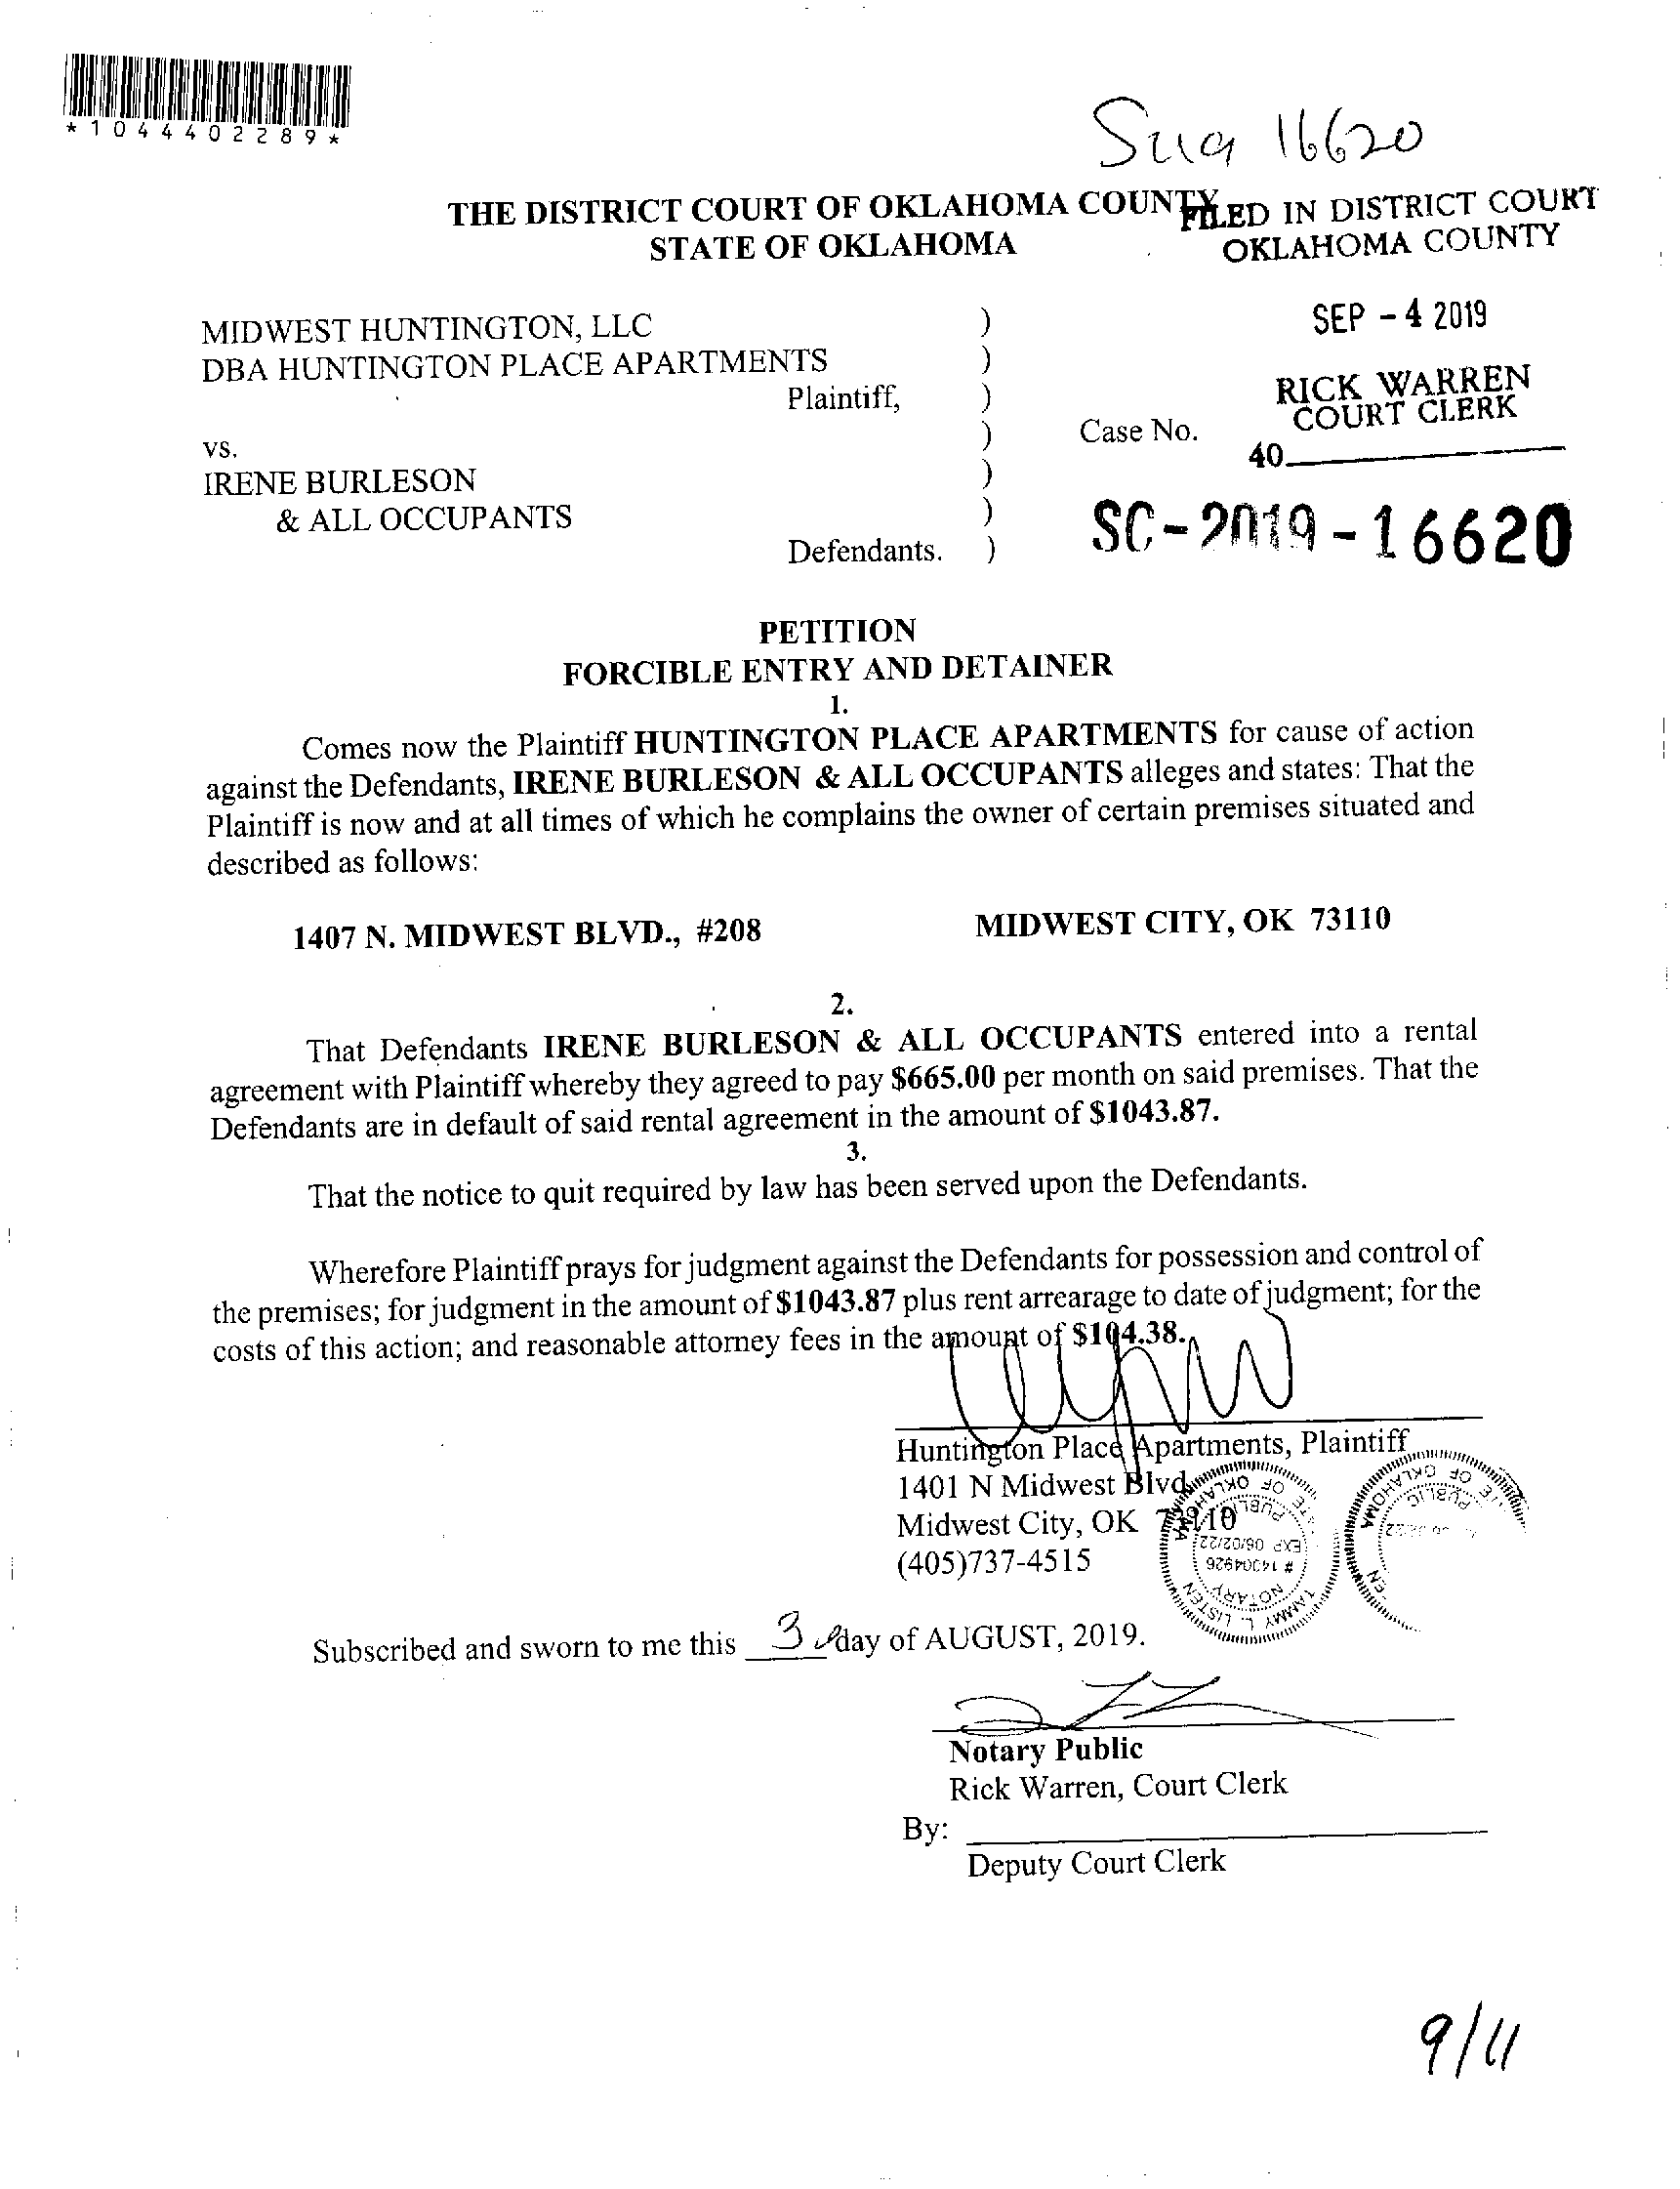 *1044402289*
16620
THE DISTRICT COURT OF OKLAHOMA COUNTY
STATE OF OKLAHOMA
FILED IN DISTRICT COURT
OKLAHOMA COUNTY
SEP - 4 2019
RICK WARREN
COURT CLERK
40
MIDWEST HUNTINGTON, LLC )
DBA HUNTINGTON PLACE APARTMENTS )
Plaintiff, )
vs. ) Case No.
IRENE BURLESON )
& ALL OCCUPANTS )
Defendants. )
SC-2019-16620
PETITION
FORCIBLE ENTRY AND DETAINER
1.
Comes now the Plaintiff HUNTINGTON PLACE APARTMENTS for cause of action
against the Defendants, IRENE BURLESON & ALL OCCUPANTS alleges and states: That the
Plaintiff is now and at all times of which he complains the owner of certain premises situated and
described as follows:
1407 N. MIDWEST BLVD., #208 MIDWEST CITY, OK 73110
2.
That Defendants IRENE BURLESON & ALL OCCUPANTS entered into a rental
agreement with Plaintiff whereby they agreed to pay $665.00 per month on said premises. That the
Defendants are in default of said rental agreement in the amount of $1043.87.
3.
That the notice to quit required by law has been served upon the Defendants.
Wherefore Plaintiff prays for judgment against the Defendants for possession and control of
the premises; for judgment in the amount of $1043.87 plus rent arrearage to date of judgment; for the
costs of this action; and reasonable attorney fees in the amount of $104.38.
Huntington Place Apartments, Plaintiff
1401 N Midwest Blvd
Midwest City, OK 73110
(405)737-4515
TAMMY L. LISTEN
NOTARY
# 14004926
EXP 06/02/22
PUBLIC
STATE OF OKLAHOMA
PUBLIC
OF OKLAHOMA
Subscribed and sworn to me this 3 day of AUGUST, 2019.
Notary Public
Rick Warren, Court Clerk
By:
Deputy Court Clerk
9/11